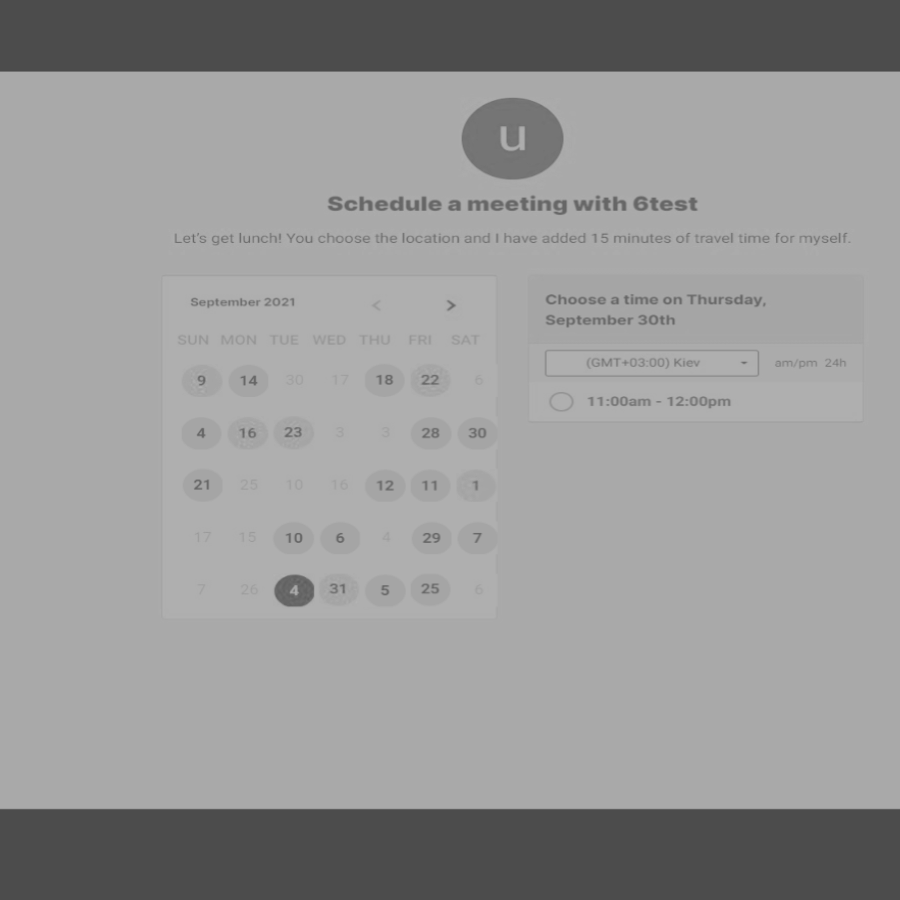 u
Schedule a meeting with 6test
Let's get lunch! You choose the location and I have added 15 minutes of travel time for myself.
September 2021 < >
SUN MON TUE WED THU FRI SAT
9 14 30 17 18 22 6
4 16 23 3 3 28 30
21 25 10 16 12 11 1
17 15 10 6 4 29 7
7 26 4 31 5 25 6
Choose a time on Thursday,
September 30th
(GMT+03:00) Kiev am/pm 24h
11:00am - 12:00pm